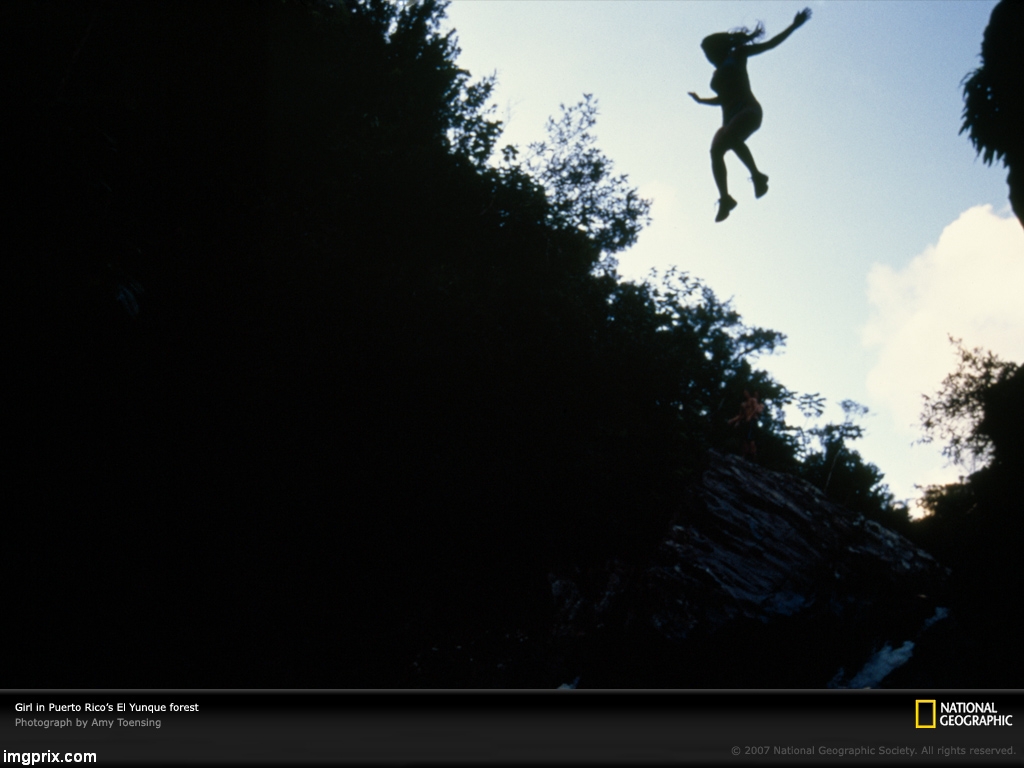 Girl in Puerto Rico's El Yunque forest
Photograph by Amy Toensing
NATIONAL
GEOGRAPHIC
© 2007 National Geographic Society. All rights reserved.
imgprix.com